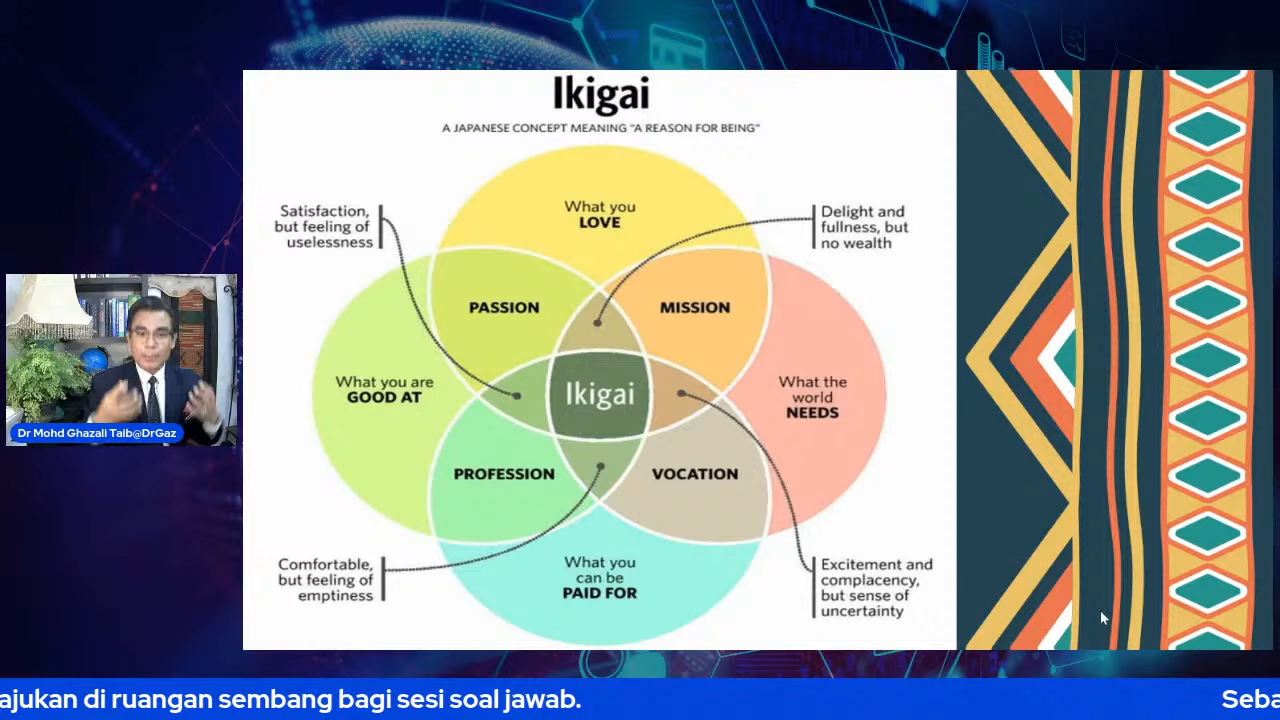 Ikigai
A JAPANESE CONCEPT MEANING "A REASON FOR BEING"
What you
LOVE
Satisfaction,
but feeling of
uselessness
Delight and
fullness, but
no wealth
PASSION
MISSION
What you are
GOOD AT
Ikigai
What the
world
NEEDS
PROFESSION
VOCATION
Comfortable,
but feeling of
emptiness
What you
can be
PAID FOR
Excitement and
complacency,
but sense of
uncertainty
Dr Mohd Ghazali Taib@DrGaz
ajukan di ruangan sembang bagi sesi soal jawab.
Seba